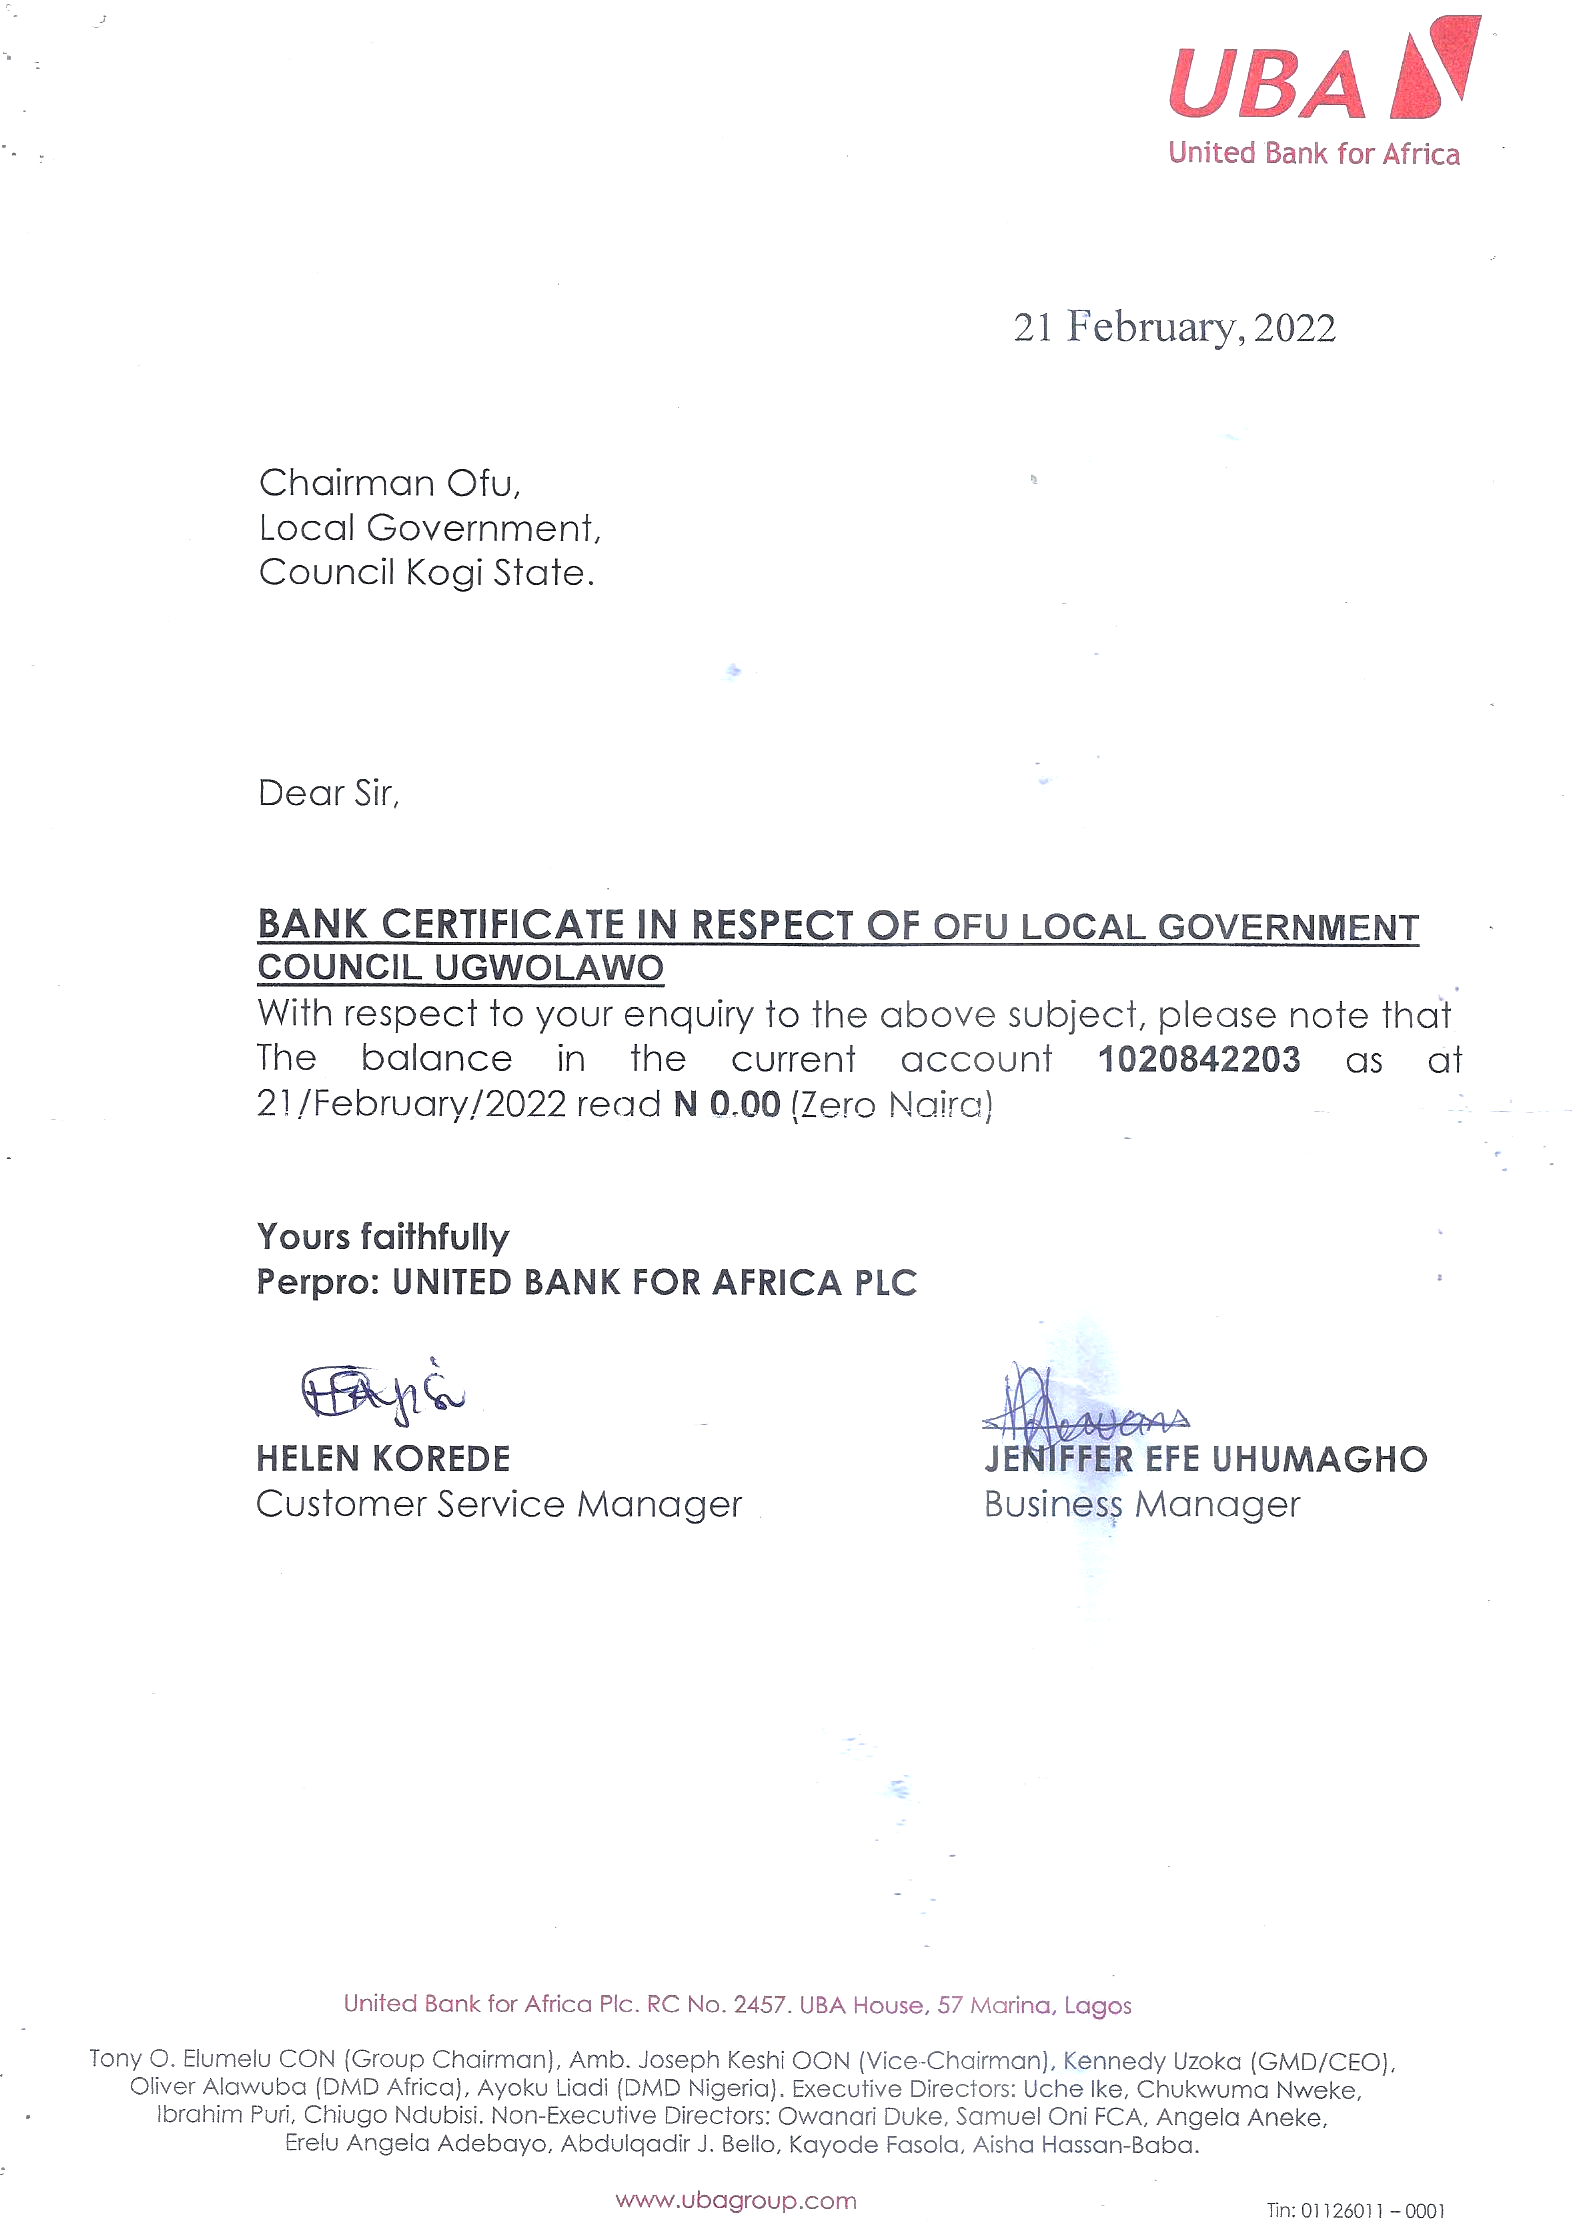 UBA
United Bank for Africa
21 February, 2022
Chairman Ofu,
Local Government,
Council Kogi State.
Dear Sir,
BANK CERTIFICATE IN RESPECT OF OFU LOCAL GOVERNMENT
COUNCIL UGWOLAWO
With respect to your enquiry to the above subject, please note that
The balance in the current account 1020842203 as at
21/February/2022 read N 0.00 (Zero Naira)
Yours faithfully
Perpro: UNITED BANK FOR AFRICA PLC
HELEN KOREDE
JENIFFER EFE UHUMAGHO
Customer Service Manager
Business Manager
United Bank for Africa Plc. RC No. 2457. UBA House, 57 Marina, Lagos
Tony O. Elumelu CON (Group Chairman), Amb. Joseph Keshi OON (Vice-Chairman), Kennedy Uzoka (GMD/CEO),
Oliver Alawuba (DMD Africa), Ayoku Liadi (DMD Nigeria). Executive Directors: Uche Ike, Chukwuma Nweke,
Ibrahim Puri, Chiugo Ndubisi. Non-Executive Directors: Owanari Duke, Samuel Oni FCA, Angela Aneke,
Erelu Angela Adebayo, Abdulqadir J. Bello, Kayode Fasola, Aisha Hassan-Baba.
www.ubagroup.com
Tin: 01126011 – 0001